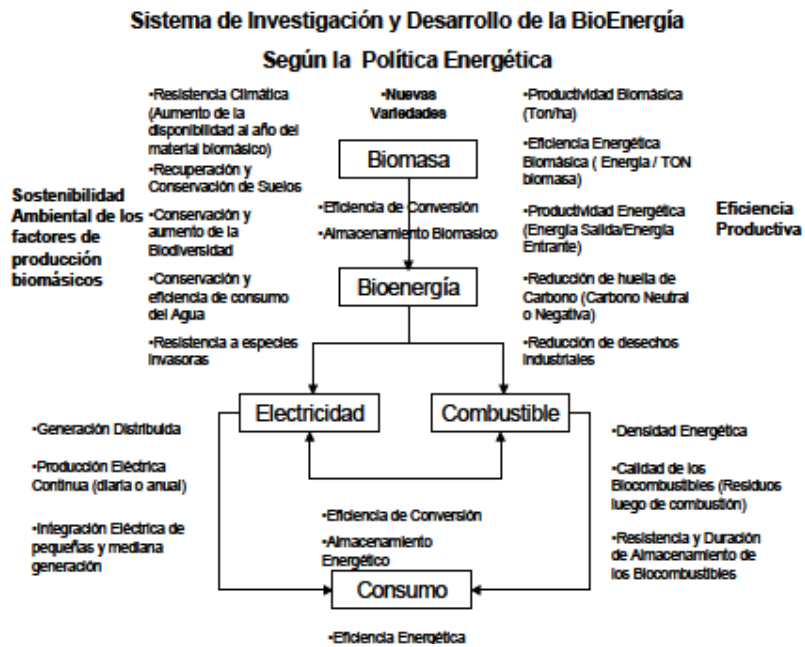 Sistema de Investigación y Desarrollo de la BioEnergía
Según la Política Energética
•Resistencia Climática
(Aumento de la
disponibilidad al año del
material biomásico)
•Recuperación y
Conservación de Suelos
•Conservación y
aumento de la
Biodiversidad
•Conservación y
eficiencia de consumo
del Agua
•Resistencia a especies
Invasoras
Sostenibilidad
Ambiental de los
factores de
producción
biomásicos
•Nuevas
Variedades
Biomasa
•Eficiencia de Conversión
•Almacenamiento Biomasico
Bioenergía
•Productividad Biomásica
(Ton/ha)
•Eficiencia Energética
Biomásica ( Energía / TON
biomasa)
•Productividad Energética
(Energía Salida/Energía
Entrante)
•Reducción de huella de
Carbono (Carbono Neutral
o Negativa)
•Reducción de desechos
Industriales
Eficiencia
Productiva
Electricidad
Combustible
•Generación Distribuida
•Producción Eléctrica
Continua (diaria o anual)
•Integración Eléctrica de
pequeñas y mediana
generación
•Eficiencia de Conversión
•Almacenamiento
Energético
•Densidad Energética
•Calidad de los
Biocombustibles (Residuos
luego de combustión)
•Resistencia y Duración
de Almacenamiento de
los Biocombustibles
Consumo
•Eficiencia Energética